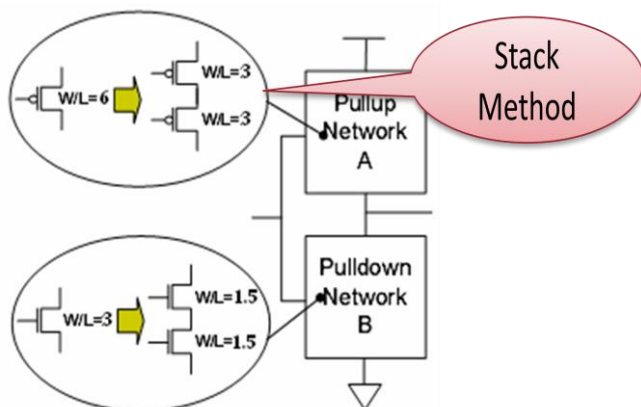 Stack
Method
W/L=3
W/L=6
W/L=3
Pullup
Network
A
Pulldown
Network
B
W/L=1.5
W/L=3
W/L=1.5